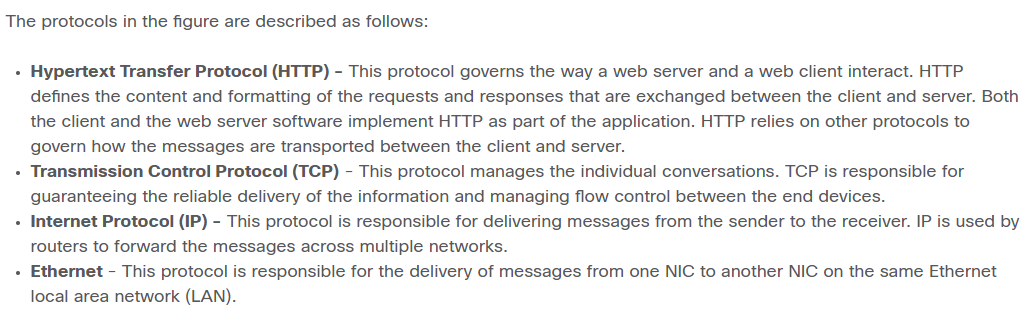 The protocols in the figure are described as follows:
• Hypertext Transfer Protocol (HTTP) – This protocol governs the way a web server and a web client interact. HTTP
defines the content and formatting of the requests and responses that are exchanged between the client and server. Both
the client and the web server software implement HTTP as part of the application. HTTP relies on other protocols to
govern how the messages are transported between the client and server.
• Transmission Control Protocol (TCP) - This protocol manages the individual conversations. TCP is responsible for
guaranteeing the reliable delivery of the information and managing flow control between the end devices.
• Internet Protocol (IP) – This protocol is responsible for delivering messages from the sender to the receiver. IP is used by
routers to forward the messages across multiple networks.
• Ethernet - This protocol is responsible for the delivery of messages from one NIC to another NIC on the same Ethernet
local area network (LAN).